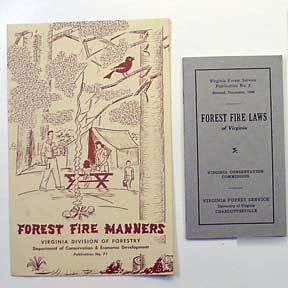 FOREST FIRE MANNERS
VIRGINIA DIVISION OF FORESTRY
Department of Conservation & Economic Development
Publication No. 71
Virginia Forest Service
Publication No. 2
FOREST FIRE LAWS
of Virginia
VIRGINIA CONSERVATION
COMMISSION
VIRGINIA FOREST SERVICE
University of Virginia
CHARLOTTESVILLE